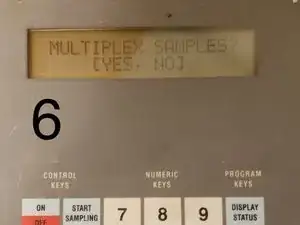 MULTIPLEX SAMPLES?
[YES, NO]
6
CONTROL KEYS
NUMERIC KEYS
PROGRAM KEYS
ON
OFF
START SAMPLING
7
8
9
DISPLAY STATUS